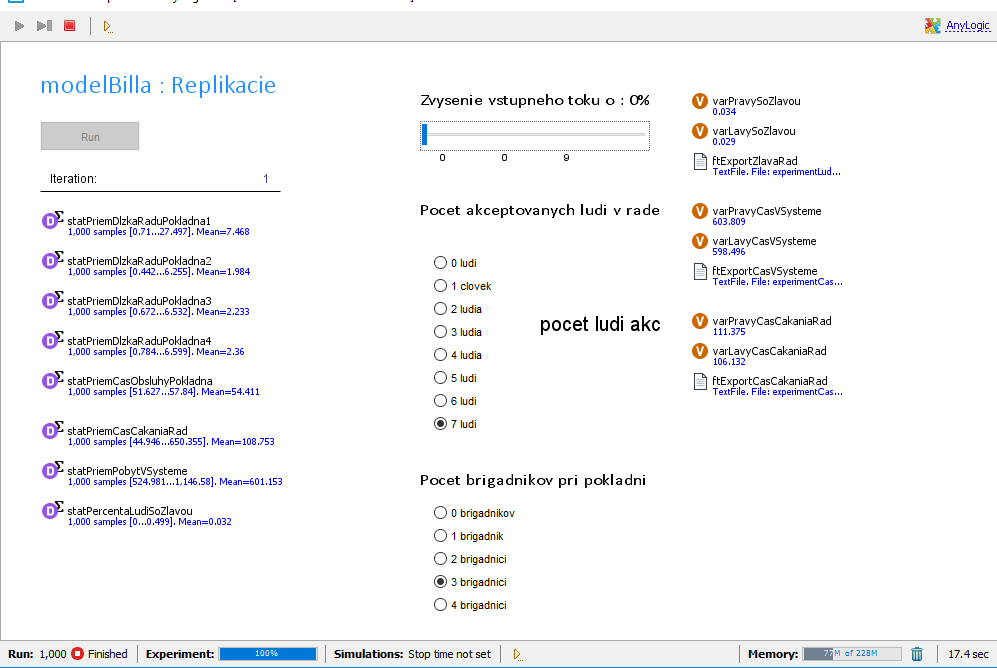 AnyLogic
modelBilla : Replikacie
Run
Iteration: 1
statPriemDlzkaRaduPokladna1
1,000 samples [0.71...27.497]. Mean=7.468
statPriemDlzkaRaduPokladna2
1,000 samples [0.442...6.255]. Mean=1.984
statPriemDlzkaRaduPokladna3
1,000 samples [0.672...6.532]. Mean=2.233
statPriemDlzkaRaduPokladna4
1,000 samples [0.784...6.599]. Mean=2.36
statPriemCasObsluhyPokladna
1,000 samples [51.627...57.84]. Mean=54.411
statPriemCasCakaniaRad
1,000 samples [44.946...650.355]. Mean=108.753
statPriemPobytVSysteme
1,000 samples [524.981...1,146.58]. Mean=601.153
statPercentaLudiSoZlavou
1,000 samples [0...0.499]. Mean=0.032
Zvysenie vstupneho toku o : 0%
0 0 9
Pocet akceptovanych ludi v rade
0 ludi
1 clovek
2 ludia
3 ludia
4 ludia
5 ludi
6 ludi
7 ludi
pocet ludi akc
Pocet brigadnikov pri pokladni
0 brigadnikov
1 brigadnik
2 brigadnici
3 brigadnici
4 brigadnici
varPravySoZlavou
0.034
varLavySoZlavou
0.029
ftExportZlavaRad
TextFile. File: experimentLud...
varPravyCasVSysteme
603.809
varLavyCasVSysteme
598.496
ftExportCasVSysteme
TextFile. File: experimentCas...
varPravyCasCakaniaRad
111.375
varLavyCasCakaniaRad
106.132
ftExportCasCakaniaRad
TextFile. File: experimentCas...
Run: 1,000 Finished Experiment: 100% Simulations: Stop time not set Memory: 77M of 228M 17.4 sec